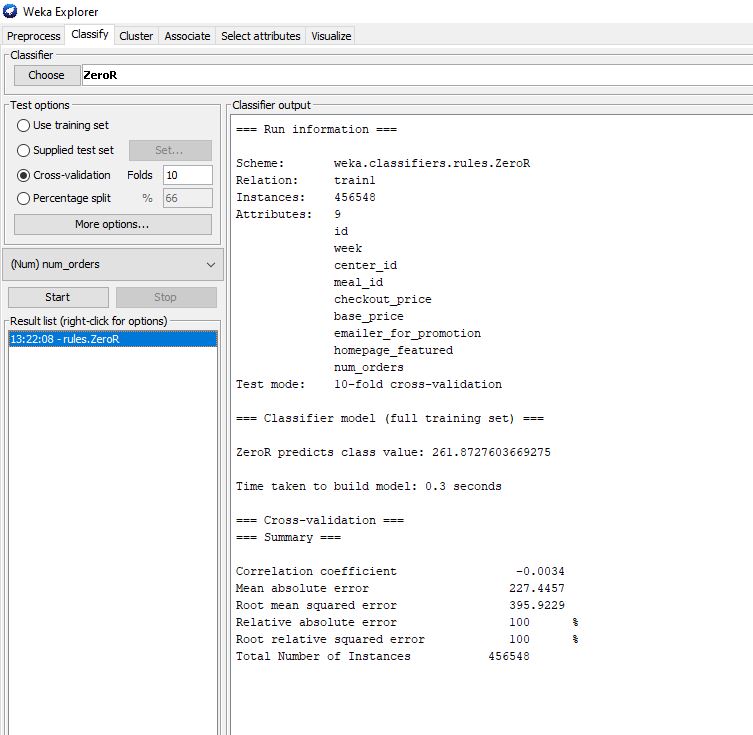 Weka Explorer
Preprocess Classify Cluster Associate Select attributes Visualize
Classifier
Choose ZeroR
Test options
Use training set
Supplied test set Set...
Cross-validation Folds 10
Percentage split % 66
More options...
(Num) num_orders
Start Stop
Result list (right-click for options)
13:22:08 - rules.ZeroR
Classifier output
=== Run information ===
Scheme: weka.classifiers.rules.ZeroR
Relation: train1
Instances: 456548
Attributes: 9
id
week
center_id
meal_id
checkout_price
base_price
emailer_for_promotion
homepage_featured
num_orders
Test mode: 10-fold cross-validation
=== Classifier model (full training set) ===
ZeroR predicts class value: 261.8727603669275
Time taken to build model: 0.3 seconds
=== Cross-validation ===
=== Summary ===
Correlation coefficient -0.0034
Mean absolute error 227.4457
Root mean squared error 395.9229
Relative absolute error 100 %
Root relative squared error 100 %
Total Number of Instances 456548